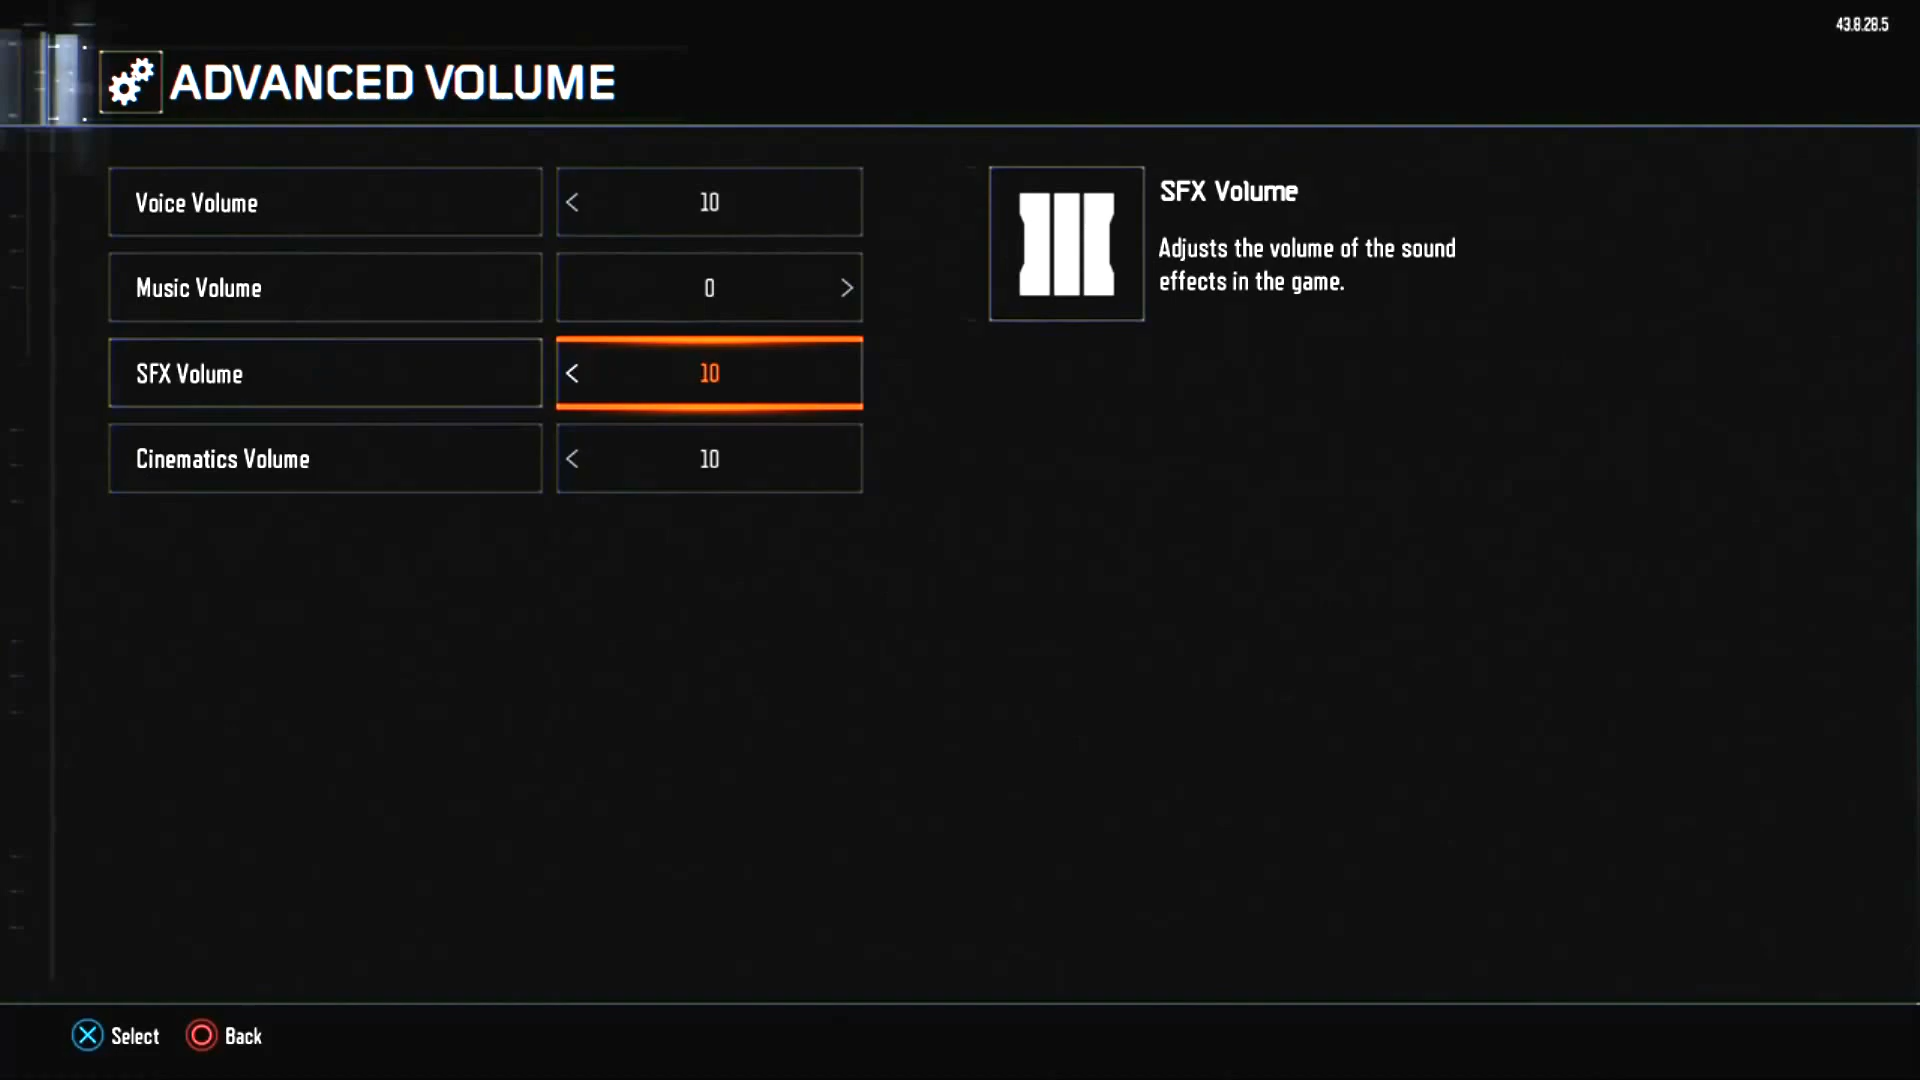 43.8.28.5
ADVANCED VOLUME
Voice Volume < 10
Music Volume 0 >
SFX Volume < 10
Cinematics Volume < 10
SFX Volume
Adjusts the volume of the sound
effects in the game.
Select Back